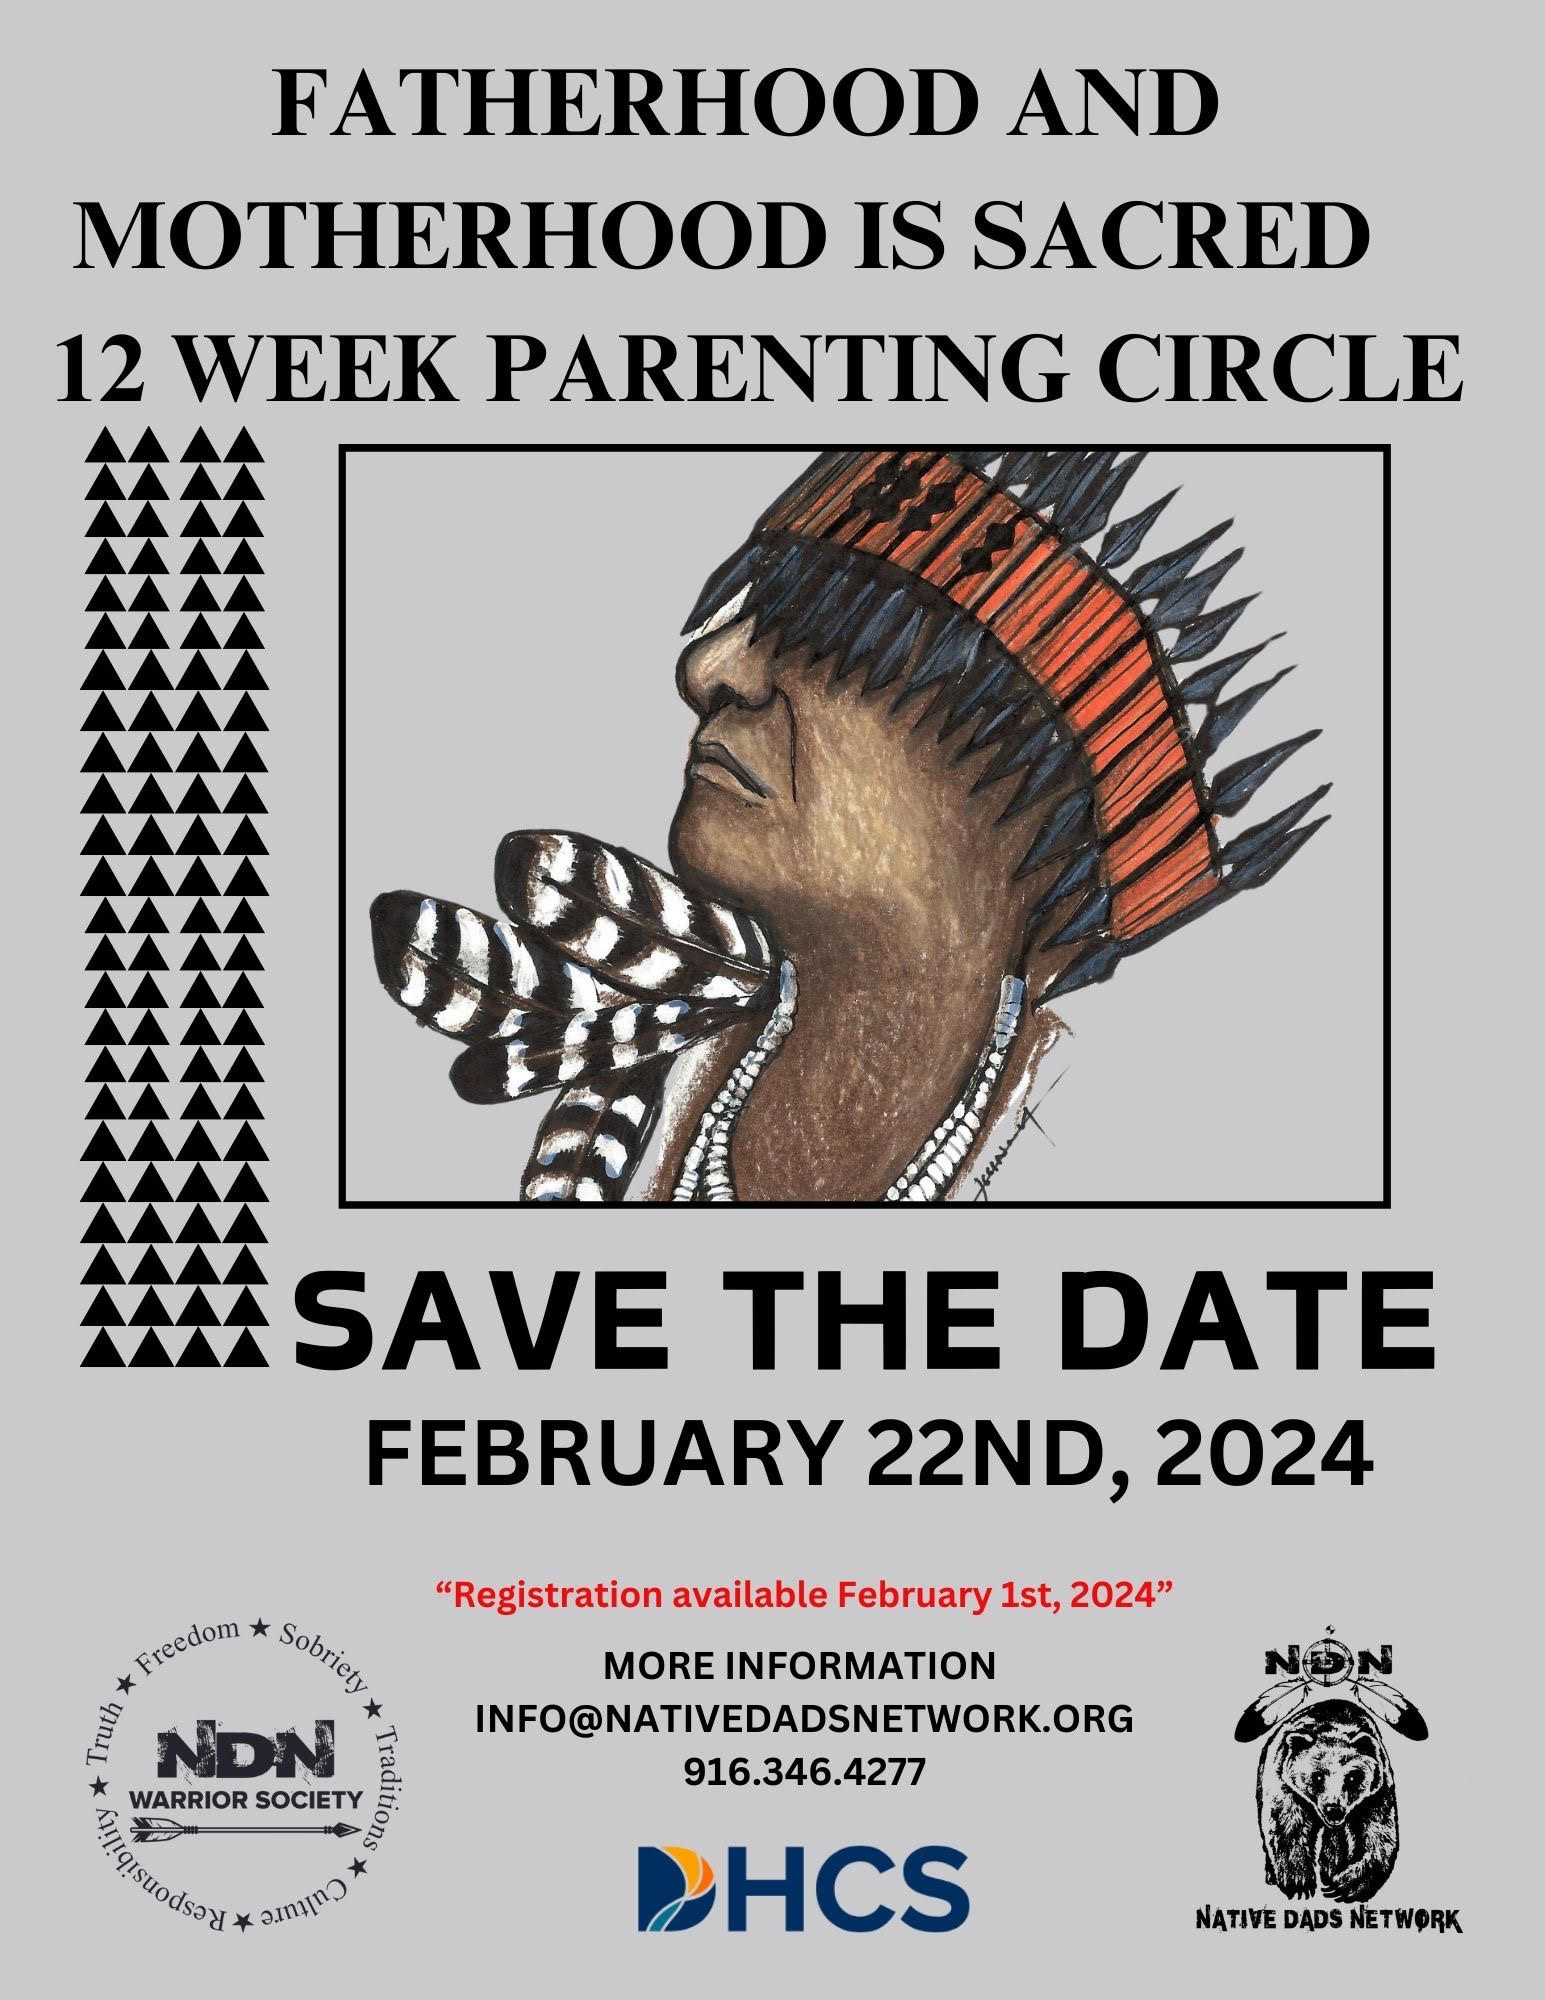 FATHERHOOD AND
MOTHERHOOD IS SACRED
12 WEEK PARENTING CIRCLE
SAVE THE DATE
FEBRUARY 22ND, 2024
“Registration available February 1st, 2024”
MORE INFORMATION
INFO@NATIVEDADSNETWORK.ORG
916.346.4277
Truth ★ Freedom ★ Sobriety ★ Traditions ★ Culture ★ Responsibility ★
NDN
WARRIOR SOCIETY
DHCS
NDN
NATIVE DADS NETWORK